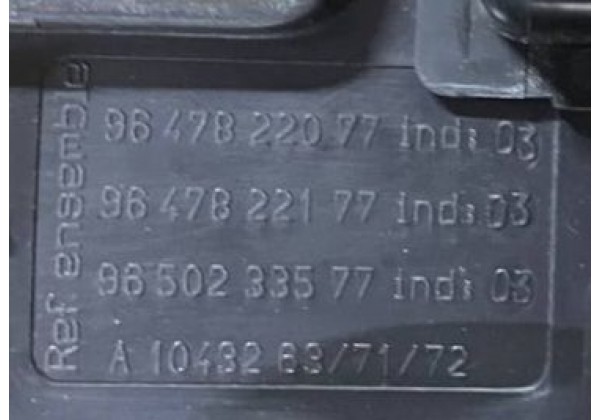 Ref ensemble
96 478 220 77 ind: 03
96 478 221 77 ind: 03
96 502 335 77 ind: 03
A 10432 63/71/72